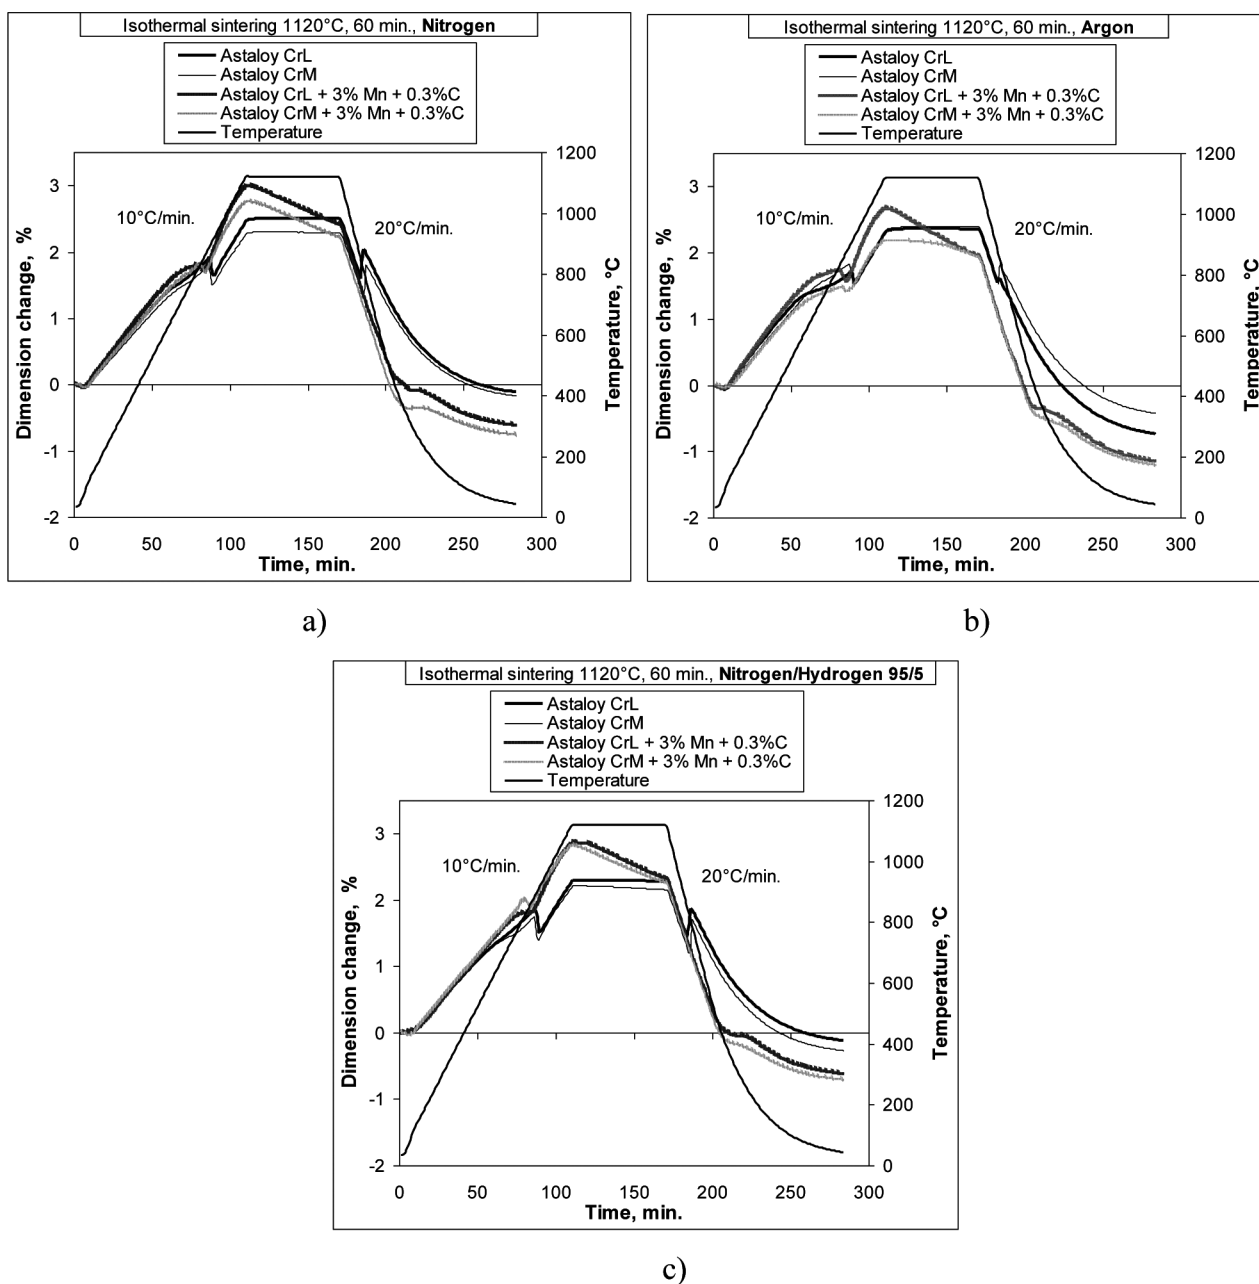 Isothermal sintering 1120°C, 60 min., Nitrogen
Astaloy CrL
Astaloy CrM
Astaloy CrL + 3% Mn + 0.3%C
Astaloy CrM + 3% Mn + 0.3%C
Temperature
10°C/min.
20°C/min.
Dimension change, %
3
2
1
0
-1
-2
1200
1000
800
600
400
200
0
Temperature, °C
0 50 100 150 200 250 300
Time, min.
a)
Isothermal sintering 1120°C, 60 min., Argon
Astaloy CrL
Astaloy CrM
Astaloy CrL + 3% Mn + 0.3%C
Astaloy CrM + 3% Mn + 0.3%C
Temperature
10°C/min.
20°C/min.
Dimension change, %
3
2
1
0
-1
-2
1200
1000
800
600
400
200
0
Temperature, °C
0 50 100 150 200 250 300
Time, min.
b)
Isothermal sintering 1120°C, 60 min., Nitrogen/Hydrogen 95/5
Astaloy CrL
Astaloy CrM
Astaloy CrL + 3% Mn + 0.3%C
Astaloy CrM + 3% Mn + 0.3%C
Temperature
10°C/min.
20°C/min.
Dimension change, %
3
2
1
0
-1
-2
1200
1000
800
600
400
200
0
Temperature, °C
0 50 100 150 200 250 300
Time, min.
c)